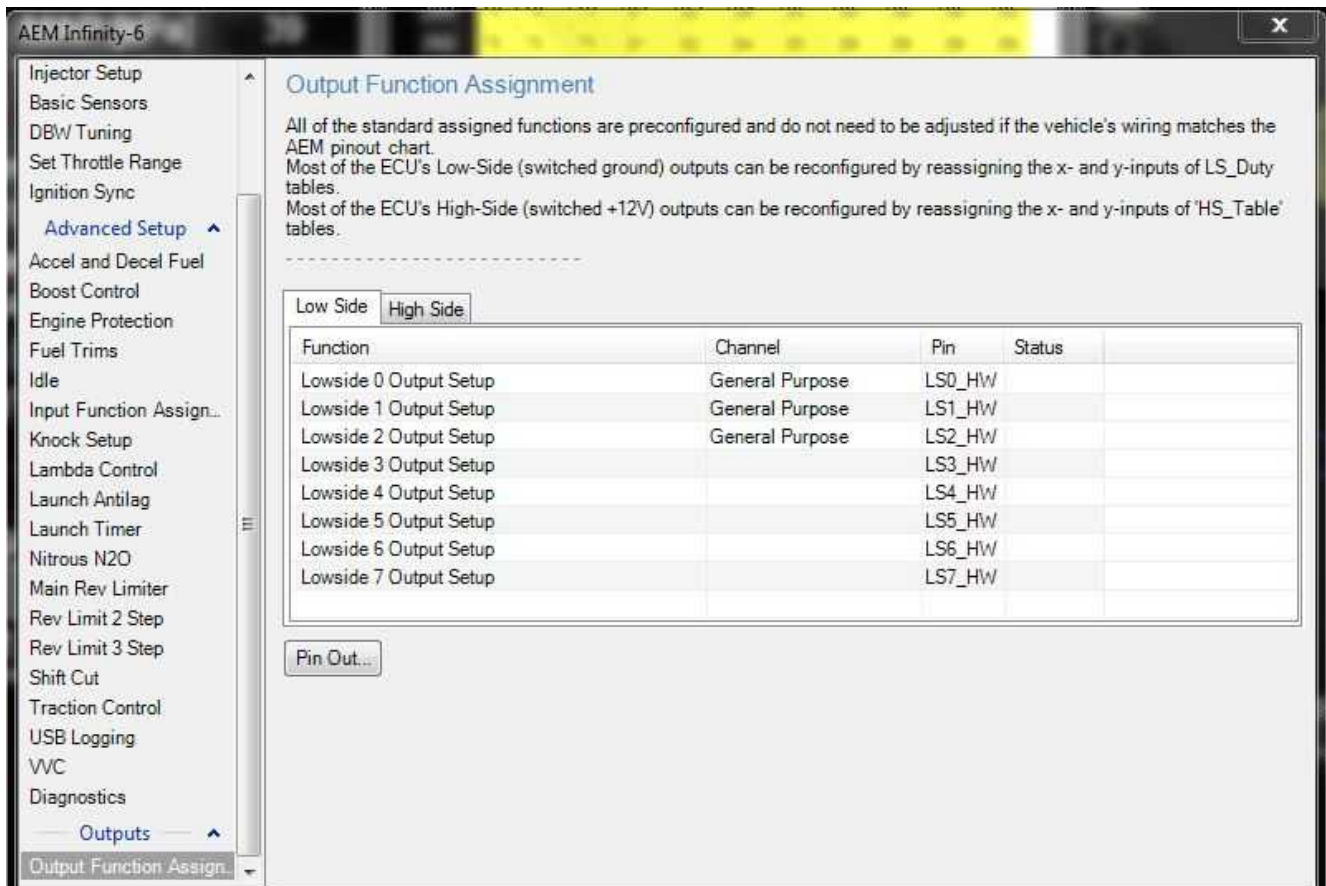 AEM Infinity-6
x
Injector Setup
Basic Sensors
DBW Tuning
Set Throttle Range
Ignition Sync
Advanced Setup
Accel and Decel Fuel
Boost Control
Engine Protection
Fuel Trims
Idle
Input Function Assign...
Knock Setup
Lambda Control
Launch Antilag
Launch Timer
Nitrous N2O
Main Rev Limiter
Rev Limit 2 Step
Rev Limit 3 Step
Shift Cut
Traction Control
USB Logging
VVC
Diagnostics
Outputs
Output Function Assign...
Output Function Assignment
All of the standard assigned functions are preconfigured and do not need to be adjusted if the vehicle's wiring matches the
AEM pinout chart.
Most of the ECU's Low-Side (switched ground) outputs can be reconfigured by reassigning the x- and y-inputs of LS_Duty
tables.
Most of the ECU's High-Side (switched +12V) outputs can be reconfigured by reassigning the x- and y-inputs of 'HS_Table'
tables.
- - - - - - - - - - - - - - - - - - - - - - - - - -
Low Side High Side
Function Channel Pin Status
Lowside 0 Output Setup General Purpose LS0_HW
Lowside 1 Output Setup General Purpose LS1_HW
Lowside 2 Output Setup General Purpose LS2_HW
Lowside 3 Output Setup LS3_HW
Lowside 4 Output Setup LS4_HW
Lowside 5 Output Setup LS5_HW
Lowside 6 Output Setup LS6_HW
Lowside 7 Output Setup LS7_HW
Pin Out...